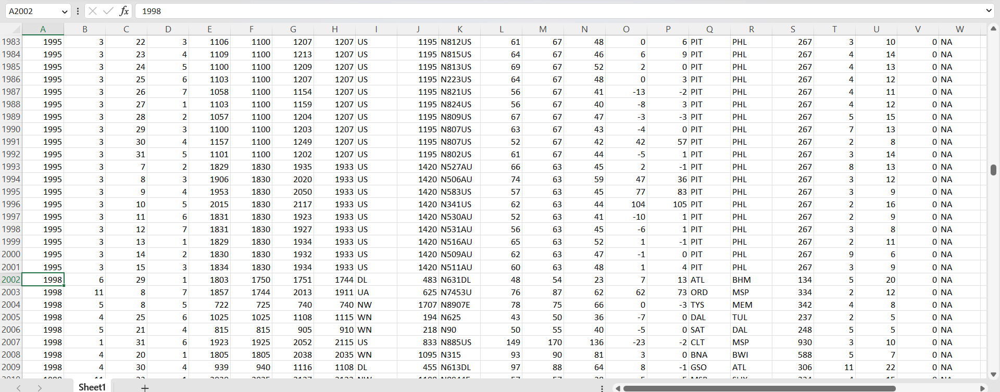 A2002 fx 1998
A B C D E F G H I J K L M N O P Q R S T U V W
1983 1995 3 22 3 1106 1100 1207 1207 US 1195 N812US 61 67 48 0 6 PIT PHL 267 3 10 0 NA
1984 1995 3 23 4 1109 1100 1213 1207 US 1195 N815US 64 67 46 6 9 PIT PHL 267 4 14 0 NA
1985 1995 3 24 5 1100 1100 1209 1207 US 1195 N813US 69 67 52 2 0 PIT PHL 267 4 13 0 NA
1986 1995 3 25 6 1103 1100 1207 1207 US 1195 N223US 64 67 48 0 3 PIT PHL 267 4 12 0 NA
1987 1995 3 26 7 1058 1100 1154 1207 US 1195 N821US 56 67 41 -13 -2 PIT PHL 267 4 11 0 NA
1988 1995 3 27 1 1103 1100 1159 1207 US 1195 N824US 56 67 40 -8 3 PIT PHL 267 4 12 0 NA
1989 1995 3 28 2 1057 1100 1204 1207 US 1195 N809US 67 67 47 -3 -3 PIT PHL 267 5 15 0 NA
1990 1995 3 29 3 1100 1100 1203 1207 US 1195 N807US 63 67 43 -4 0 PIT PHL 267 7 13 0 NA
1991 1995 3 30 4 1157 1100 1249 1207 US 1195 N807US 52 67 42 42 57 PIT PHL 267 2 8 0 NA
1992 1995 3 31 5 1101 1100 1202 1207 US 1195 N802US 61 67 44 -5 1 PIT PHL 267 3 14 0 NA
1993 1995 3 7 2 1829 1830 1935 1933 US 1420 N527AU 66 63 45 2 -1 PIT PHL 267 8 13 0 NA
1994 1995 3 8 3 1906 1830 2020 1933 US 1420 N506AU 74 63 59 47 36 PIT PHL 267 3 12 0 NA
1995 1995 3 9 4 1953 1830 2050 1933 US 1420 N583US 57 63 45 77 83 PIT PHL 267 3 9 0 NA
1996 1995 3 10 5 2015 1830 2117 1933 US 1420 N341US 62 63 44 104 105 PIT PHL 267 2 16 0 NA
1997 1995 3 11 6 1831 1830 1923 1933 US 1420 N530AU 52 63 41 -10 1 PIT PHL 267 2 9 0 NA
1998 1995 3 12 7 1831 1830 1927 1933 US 1420 N531AU 56 63 45 -6 1 PIT PHL 267 3 8 0 NA
1999 1995 3 13 1 1829 1830 1934 1933 US 1420 N516AU 65 63 52 1 -1 PIT PHL 267 2 11 0 NA
2000 1995 3 14 2 1830 1830 1932 1933 US 1420 N509AU 62 63 47 -1 0 PIT PHL 267 9 6 0 NA
2001 1995 3 15 3 1834 1830 1934 1933 US 1420 N511AU 60 63 48 1 4 PIT PHL 267 3 9 0 NA
2002 1998 6 29 1 1803 1750 1751 1744 DL 483 N631DL 48 54 23 7 13 ATL BHM 134 5 20 0 NA
2003 1998 11 8 7 1857 1744 2013 1911 UA 625 N7453U 76 87 62 62 73 ORD MSP 334 2 12 0 NA
2004 1998 5 8 5 722 725 740 740 NW 1707 N8907E 78 75 66 0 -3 TYS MEM 342 4 8 0 NA
2005 1998 4 25 6 1025 1025 1108 1115 WN 194 N625 43 50 36 -7 0 DAL TUL 237 2 5 0 NA
2006 1998 5 21 4 815 815 905 910 WN 218 N90 50 55 40 -5 0 SAT DAL 248 5 5 0 NA
2007 1998 1 31 6 1923 1925 2052 2115 US 833 N885US 149 170 136 -23 -2 CLT MSP 930 3 10 0 NA
2008 1998 4 20 1 1805 1805 2038 2035 WN 1095 N315 93 90 81 3 0 BNA BWI 588 5 7 0 NA
2009 1998 4 30 4 939 940 1116 1108 DL 455 N613DL 97 88 64 8 -1 GSO ATL 306 11 22 0 NA
Sheet1